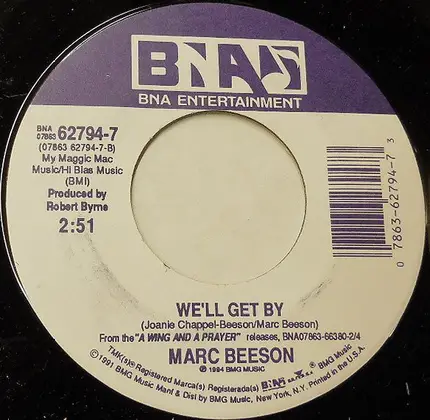 BNA
BNA ENTERTAINMENT
BNA
07863 62794-7
(07863 62794-7-B)
My Maggic Mac
Music/Hi Bias Music
(BMI)
Produced by
Robert Byrne
2:51
0 7863-62794-7 3
WE'LL GET BY
(Joanie Chappel-Beeson/Marc Beeson)
From the "A WING AND A PRAYER" releases, BNA07863-66380-2/4
MARC BEESON
℗ 1994 BMG MUSIC
TMK(s)® Registered Marca(s) Registrada(s) BNA BMG Music
©1991 BMG Music Manf & Dist by BMG Music, New York, N.Y. Printed in the U.S.A.